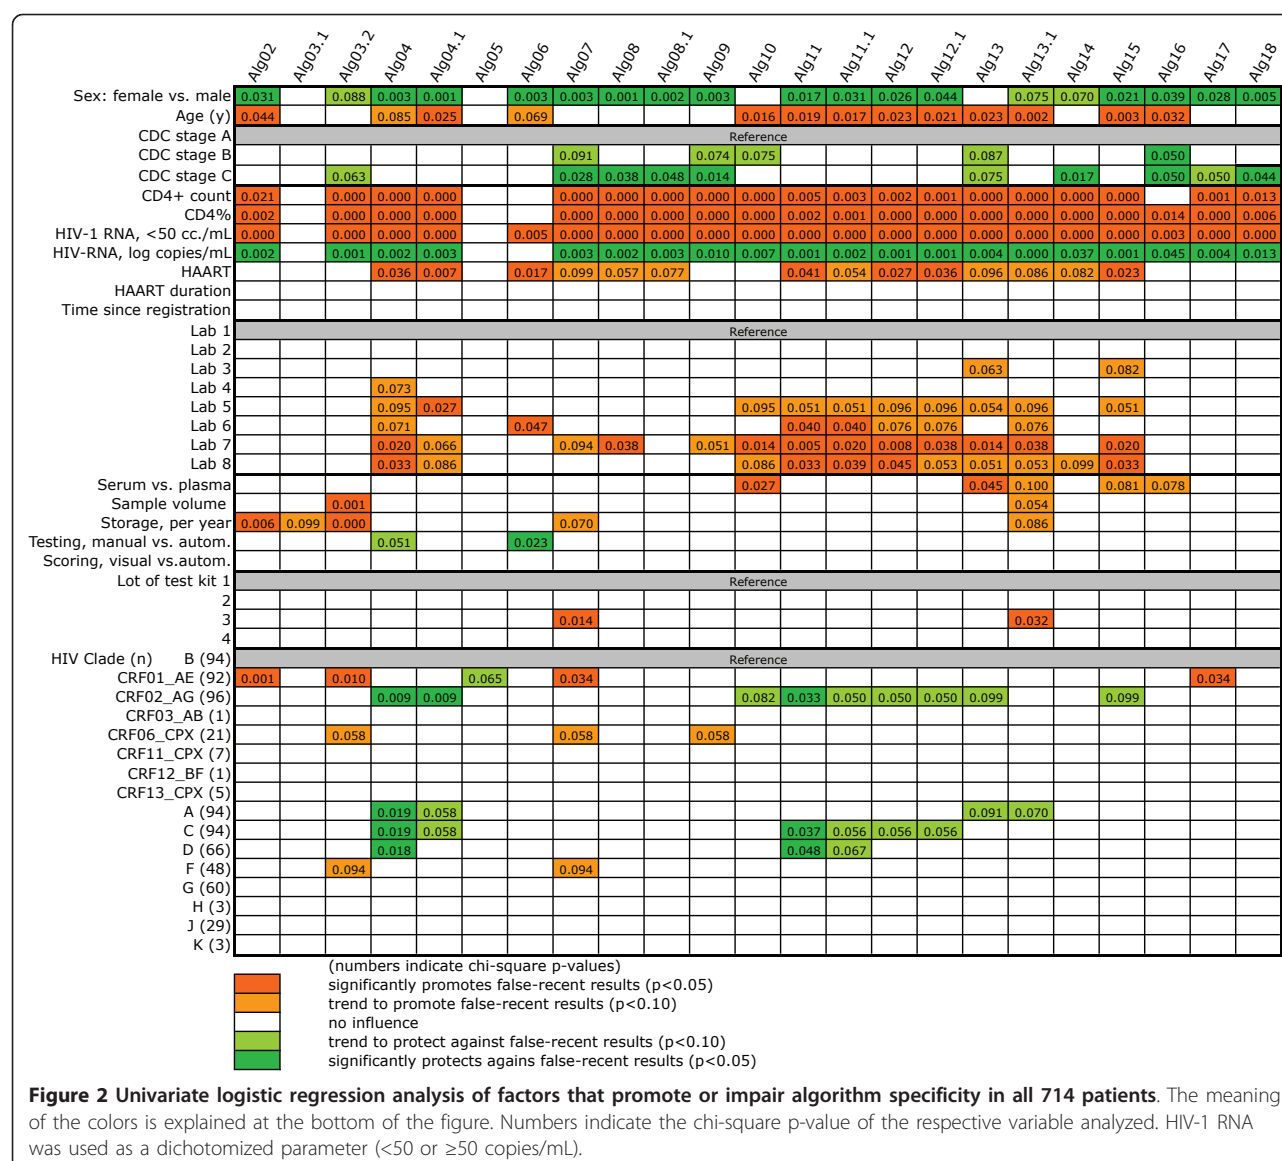 Alg02 Alg03.1 Alg03.2 Alg04 Alg04.1 Alg05 Alg06 Alg07 Alg08 Alg08.1 Alg09 Alg10 Alg11 Alg11.1 Alg12 Alg12.1 Alg13 Alg13.1 Alg14 Alg15 Alg16 Alg17 Alg18
Sex: female vs. male 0.031 0.088 0.003 0.001 0.003 0.003 0.001 0.002 0.003 0.017 0.031 0.026 0.044 0.075 0.070 0.021 0.039 0.028 0.005
Age (y) 0.044 0.085 0.025 0.069 0.016 0.019 0.017 0.023 0.021 0.023 0.002 0.003 0.032
CDC stage A Reference
CDC stage B 0.091 0.074 0.075 0.087 0.050
CDC stage C 0.063 0.028 0.038 0.048 0.014 0.075 0.017 0.050 0.050 0.044
CD4+ count 0.021 0.000 0.000 0.000 0.000 0.000 0.000 0.000 0.000 0.005 0.003 0.002 0.001 0.000 0.000 0.000 0.000 0.001 0.013
CD4% 0.002 0.000 0.000 0.000 0.000 0.000 0.000 0.000 0.000 0.002 0.001 0.000 0.000 0.000 0.000 0.000 0.000 0.014 0.000 0.006
HIV-1 RNA, <50 cc./mL 0.000 0.000 0.000 0.000 0.005 0.000 0.000 0.000 0.000 0.000 0.000 0.000 0.000 0.000 0.000 0.000 0.000 0.000 0.003 0.000 0.000
HIV-RNA, log copies/mL 0.002 0.001 0.002 0.003 0.003 0.002 0.003 0.010 0.007 0.001 0.002 0.001 0.001 0.004 0.000 0.037 0.001 0.045 0.004 0.013
HAART 0.036 0.007 0.017 0.099 0.057 0.077 0.041 0.054 0.027 0.036 0.096 0.086 0.082 0.023
HAART duration
Time since registration
Lab 1 Reference
Lab 2
Lab 3 0.063 0.082
Lab 4 0.073
Lab 5 0.095 0.027 0.095 0.051 0.051 0.096 0.096 0.054 0.096 0.051
Lab 6 0.071 0.047 0.040 0.040 0.076 0.076 0.076
Lab 7 0.020 0.066 0.094 0.038 0.051 0.014 0.005 0.020 0.008 0.038 0.014 0.038 0.020
Lab 8 0.033 0.086 0.086 0.033 0.039 0.045 0.053 0.051 0.053 0.099 0.033
Serum vs. plasma 0.027 0.045 0.100 0.081 0.078
Sample volume 0.001 0.054
Storage, per year 0.006 0.099 0.000 0.070 0.086
Testing, manual vs. autom. 0.051 0.023
Scoring, visual vs.autom.
Lot of test kit 1 Reference
2
3 0.014 0.032
4
HIV Clade (n) B (94) Reference
CRF01_AE (92) 0.001 0.010 0.065 0.034 0.034
CRF02_AG (96) 0.009 0.009 0.082 0.033 0.050 0.050 0.050 0.099 0.099
CRF03_AB (1)
CRF06_CPX (21) 0.058 0.058 0.058
CRF11_CPX (7)
CRF12_BF (1)
CRF13_CPX (5)
A (94) 0.019 0.058 0.091 0.070
C (94) 0.019 0.058 0.037 0.056 0.056 0.056
D (66) 0.018 0.048 0.067
F (48) 0.094 0.094
G (60)
H (3)
J (29)
K (3)
(numbers indicate chi-square p-values)
significantly promotes false-recent results (p<0.05)
trend to promote false-recent results (p<0.10)
no influence
trend to protect against false-recent results (p<0.10)
significantly protects agains false-recent results (p<0.05)
Figure 2 Univariate logistic regression analysis of factors that promote or impair algorithm specificity in all 714 patients. The meaning
of the colors is explained at the bottom of the figure. Numbers indicate the chi-square p-value of the respective variable analyzed. HIV-1 RNA
was used as a dichotomized parameter (<50 or ≥50 copies/mL).